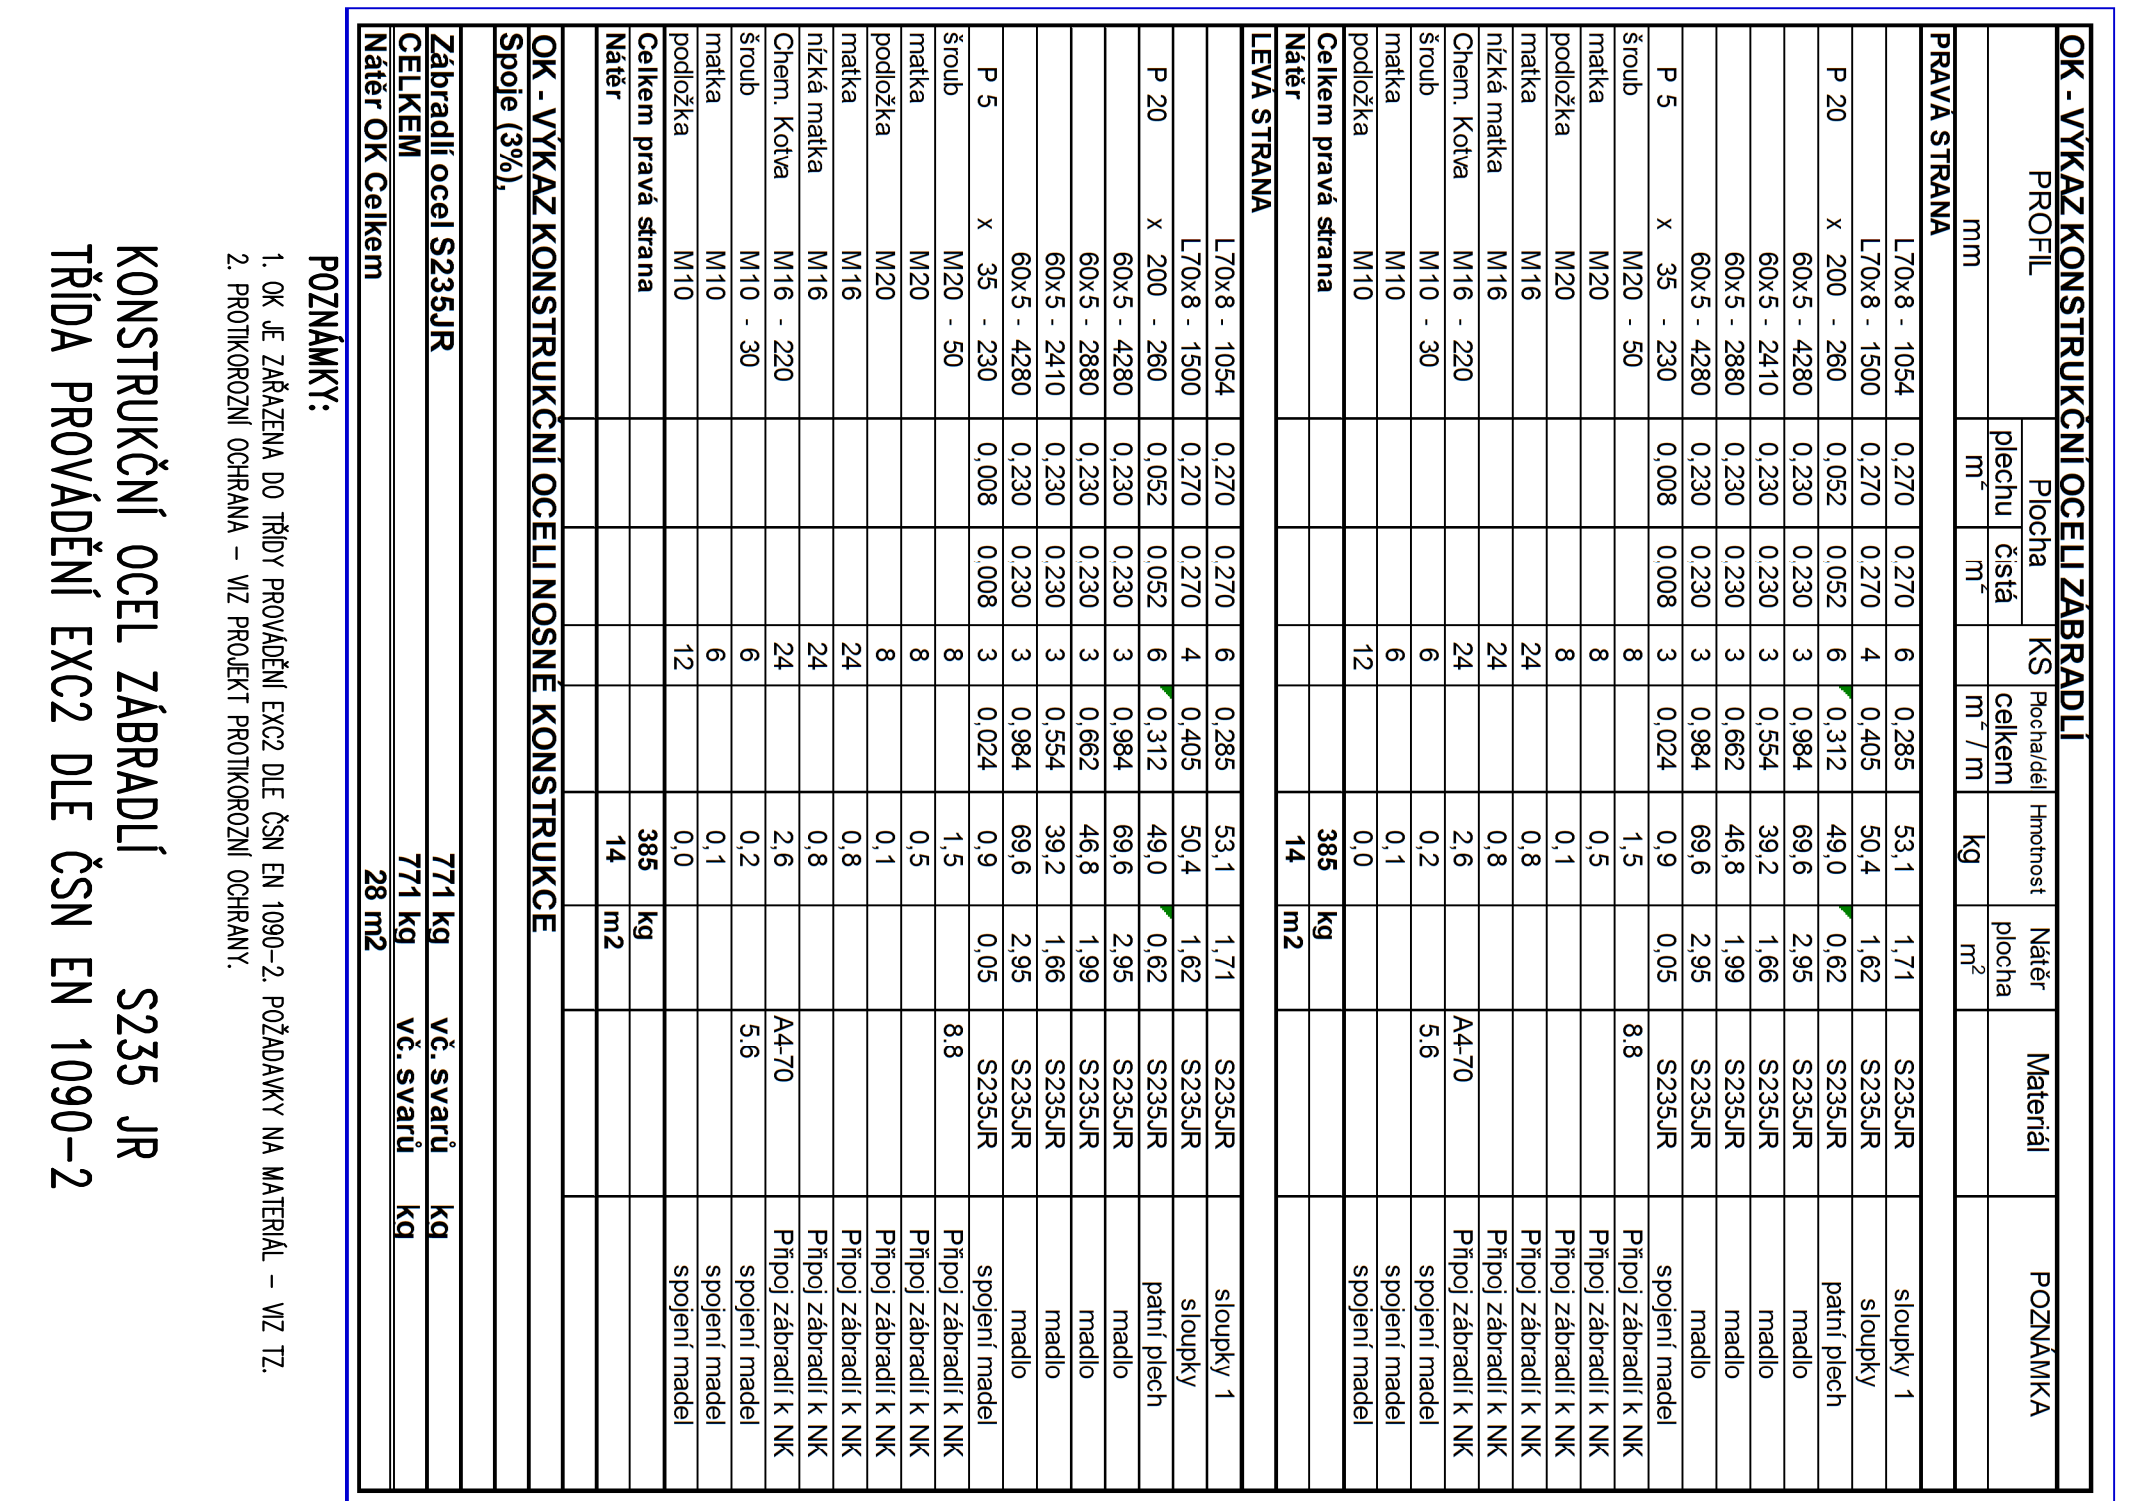 OK - VÝKAZ KONSTRUKČNÍ OCELI ZÁBRADLÍ
PROFIL Plocha KS Plocha/dél Hmotnost Nátěr Materiál POZNÁMKA
plechu čistá celkem plocha
mm m² m² m² / m kg m²
PRAVÁ STRANA
L70x8 - 1054 0,270 0,270 6 0,285 53,1 1,71 S235JR sloupky 1
L70x8 - 1500 0,270 0,270 4 0,405 50,4 1,62 S235JR sloupky
P 20 x 200 - 260 0,052 0,052 6 0,312 49,0 0,62 S235JR patní plech
60x5 - 4280 0,230 0,230 3 0,984 69,6 2,95 S235JR madlo
60x5 - 2410 0,230 0,230 3 0,554 39,2 1,66 S235JR madlo
60x5 - 2880 0,230 0,230 3 0,662 46,8 1,99 S235JR madlo
60x5 - 4280 0,230 0,230 3 0,984 69,6 2,95 S235JR madlo
P 5 x 35 - 230 0,008 0,008 3 0,024 0,9 0,05 S235JR spojení madel
šroub M20 - 50 8 1,5 8.8 Připoj zábradlí k NK
matka M20 8 0,5 Připoj zábradlí k NK
podložka M20 8 0,1 Připoj zábradlí k NK
matka M16 24 0,8 Připoj zábradlí k NK
nízká matka M16 24 0,8 Připoj zábradlí k NK
Chem. Kotva M16 - 220 24 2,6 A4-70 Připoj zábradlí k NK
šroub M10 - 30 6 0,2 5.6 spojení madel
matka M10 6 0,1 spojení madel
podložka M10 12 0,0 spojení madel
Celkem pravá strana 385 kg
Nátěr 14 m2
LEVÁ STRANA
L70x8 - 1054 0,270 0,270 6 0,285 53,1 1,71 S235JR sloupky 1
L70x8 - 1500 0,270 0,270 4 0,405 50,4 1,62 S235JR sloupky
P 20 x 200 - 260 0,052 0,052 6 0,312 49,0 0,62 S235JR patní plech
60x5 - 4280 0,230 0,230 3 0,984 69,6 2,95 S235JR madlo
60x5 - 2880 0,230 0,230 3 0,662 46,8 1,99 S235JR madlo
60x5 - 2410 0,230 0,230 3 0,554 39,2 1,66 S235JR madlo
60x5 - 4280 0,230 0,230 3 0,984 69,6 2,95 S235JR madlo
P 5 x 35 - 230 0,008 0,008 3 0,024 0,9 0,05 S235JR spojení madel
šroub M20 - 50 8 1,5 8.8 Připoj zábradlí k NK
matka M20 8 0,5 Připoj zábradlí k NK
podložka M20 8 0,1 Připoj zábradlí k NK
matka M16 24 0,8 Připoj zábradlí k NK
nízká matka M16 24 0,8 Připoj zábradlí k NK
Chem. Kotva M16 - 220 24 2,6 A4-70 Připoj zábradlí k NK
šroub M10 - 30 6 0,2 5.6 spojení madel
matka M10 6 0,1 spojení madel
podložka M10 12 0,0 spojení madel
Celkem pravá strana 385 kg
Nátěr 14 m2
OK - VÝKAZ KONSTRUKČNÍ OCELI NOSNÉ KONSTRUKCE
Spoje (3%),
Zábradlí ocel S235JR 771 kg vč. svarů kg
CELKEM 771 kg vč. svarů kg
Nátěr OK Celkem 28 m2
POZNÁMKY:
1. OK JE ZAŘAZENA DO TŘÍDY PROVÁDĚNÍ EXC2 DLE ČSN EN 1090-2. POŽADAVKY NA MATERIÁL - VIZ TZ.
2. PROTIKOROZNÍ OCHRANA - VIZ PROJEKT PROTIKOROZNÍ OCHRANY.
KONSTRUKČNÍ OCEL ZÁBRADLÍ S235 JR
TŘÍDA PROVÁDĚNÍ EXC2 DLE ČSN EN 1090-2